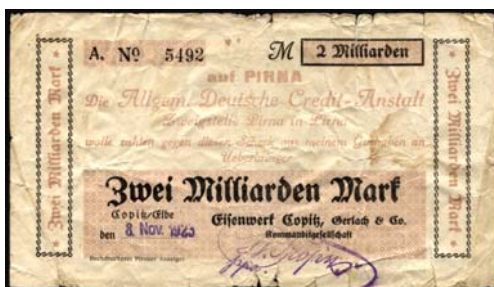 A. Nº 5492 M 2 Milliarden
auf PIRNA
Die Allgem. Deutsche Credit-Anstalt
Zweigstelle Pirna in Pirna
wolle zahlen gegen diesen Scheck aus meinem Guthaben an
Ueberbringer
Zwei Milliarden Mark
Copitz/Elbe
Eisenwerk Copitz, Gerlach & Co.
den 8. Nov. 1923
Kommanditgesellschaft
Zwei Milliarden Mark
Zwei Milliarden Mark